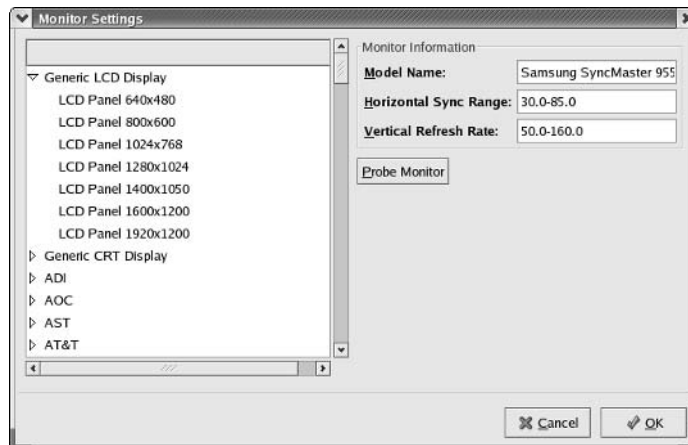 Monitor Settings
Generic LCD Display
LCD Panel 640x480
LCD Panel 800x600
LCD Panel 1024x768
LCD Panel 1280x1024
LCD Panel 1400x1050
LCD Panel 1600x1200
LCD Panel 1920x1200
Generic CRT Display
ADI
AOC
AST
AT&T
Monitor Information
Model Name: Samsung SyncMaster 955
Horizontal Sync Range: 30.0-85.0
Vertical Refresh Rate: 50.0-160.0
Probe Monitor
Cancel
OK